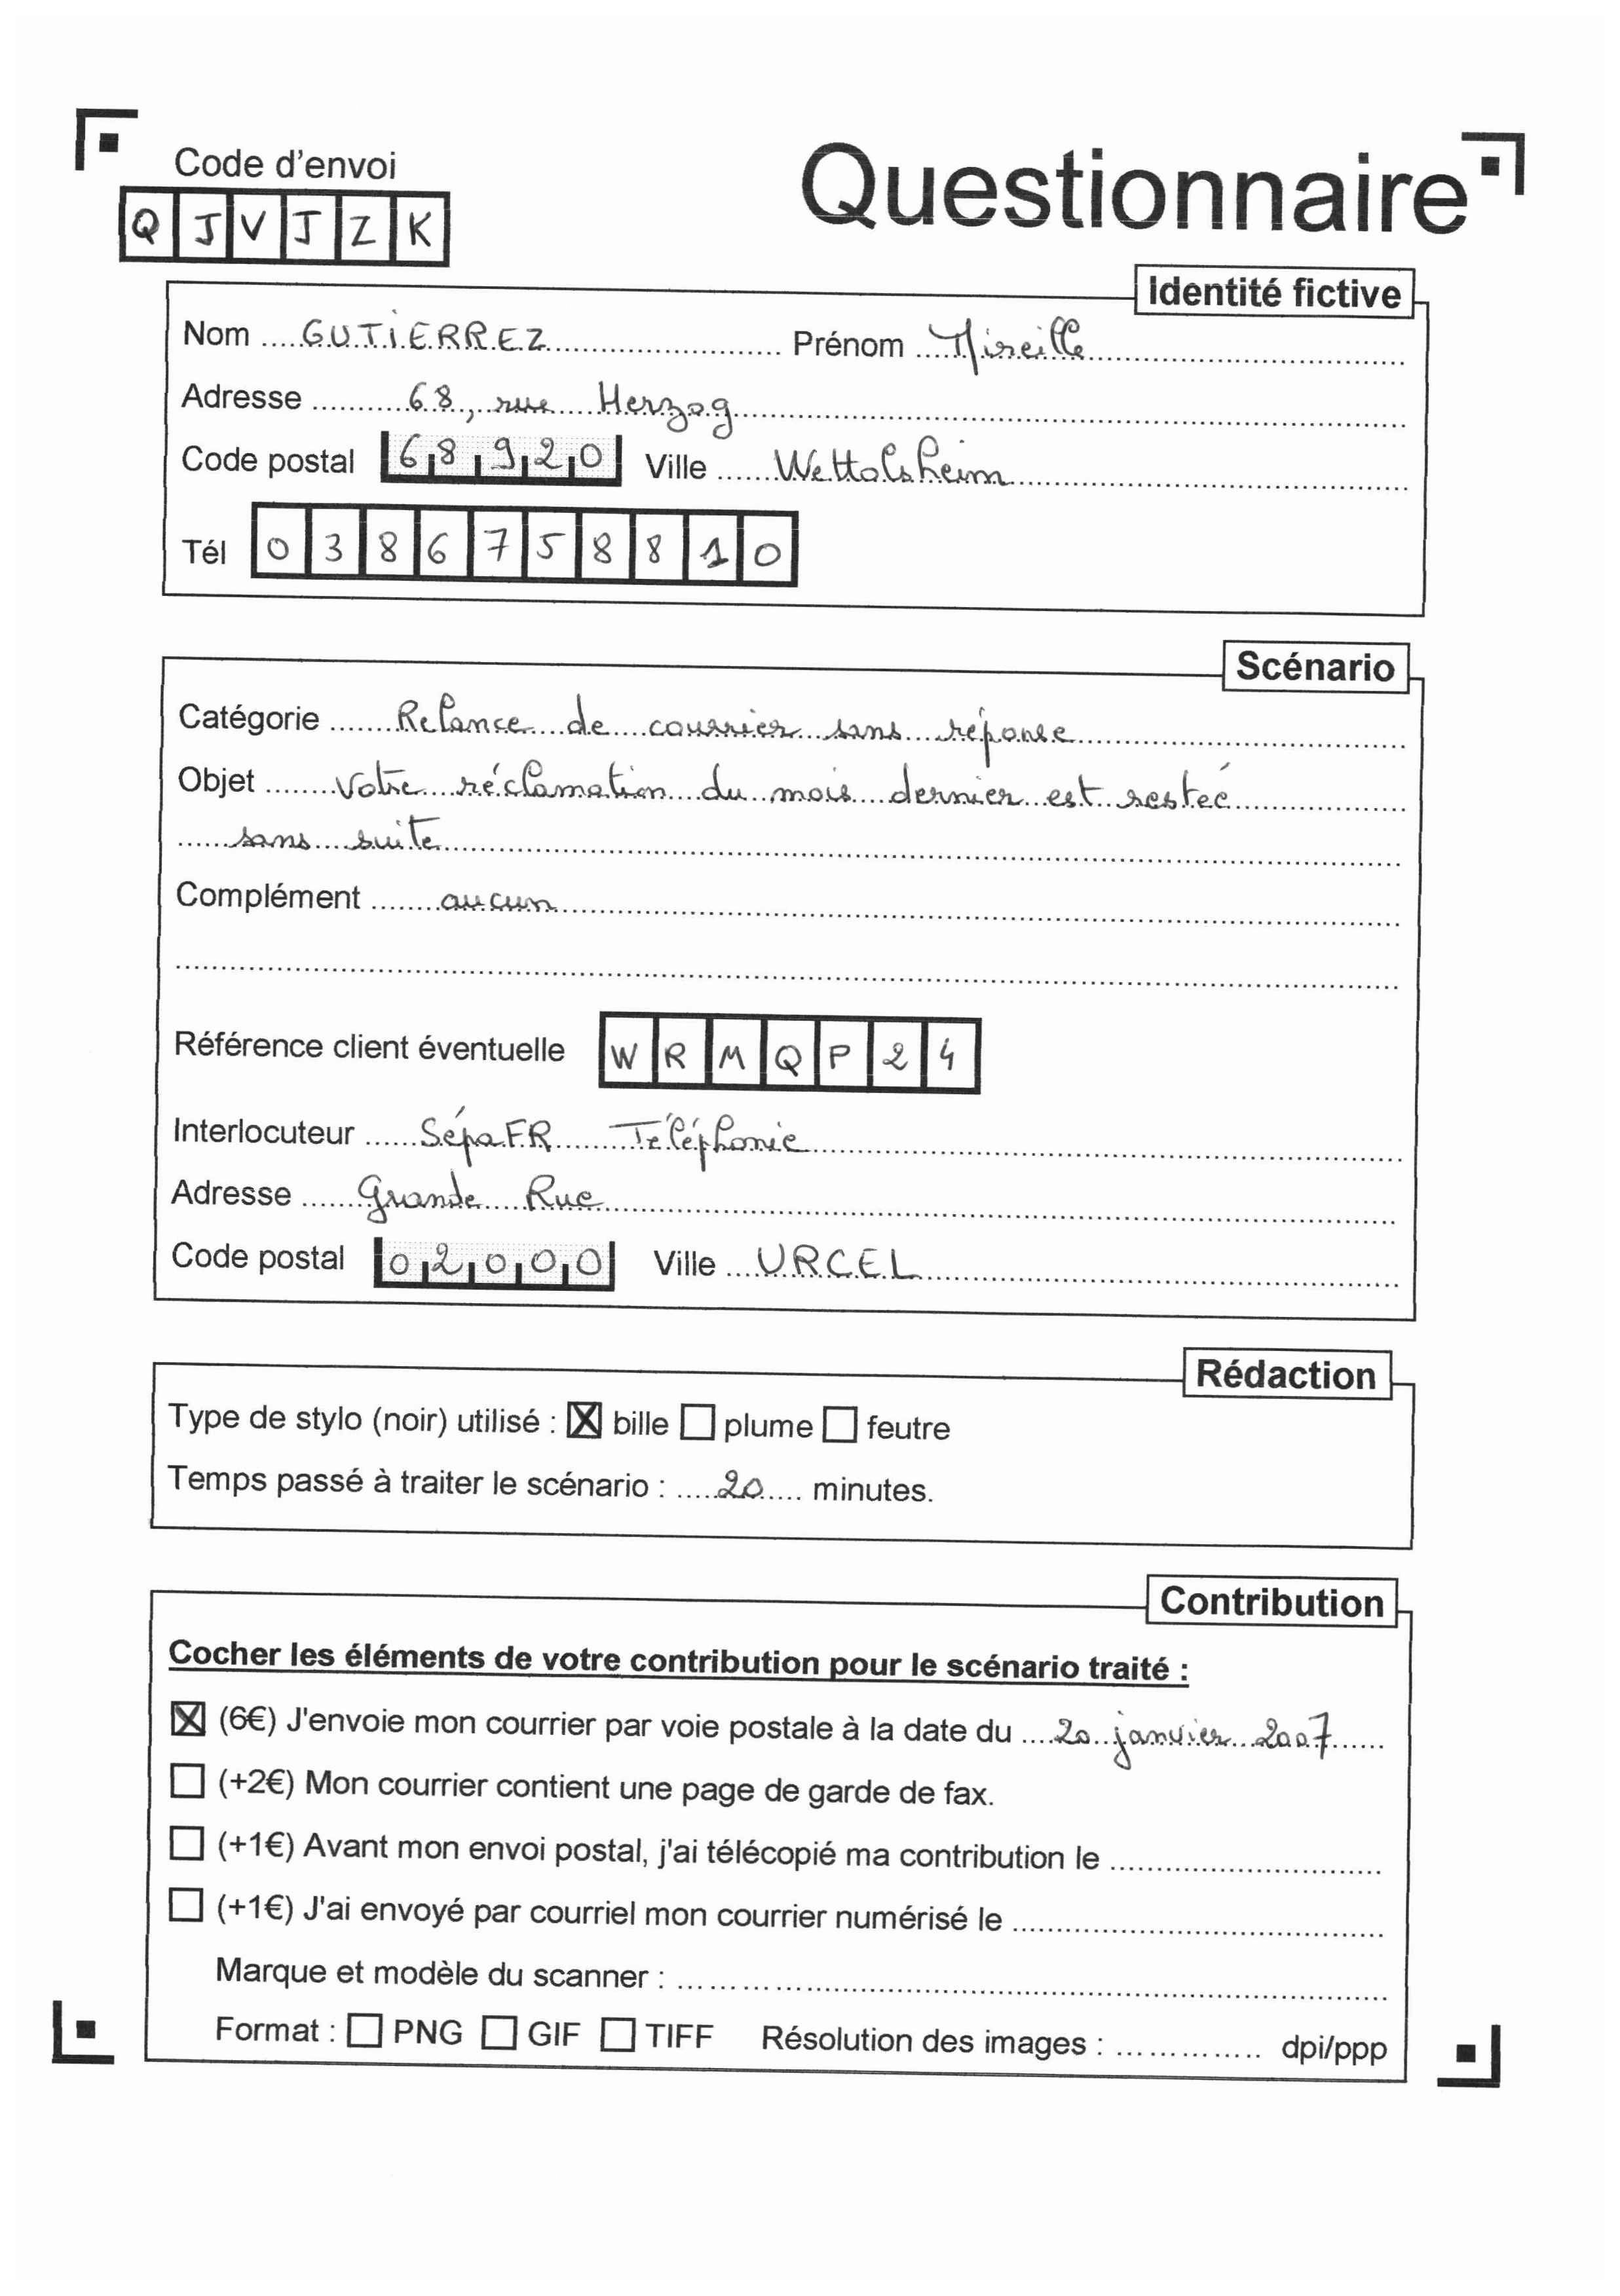 Code d'envoi
Questionnaire
QJVJZK
Identité fictive
Nom GUTIERREZ Prénom Mireille
Adresse 68, rue Herzog
Code postal 68920 Ville Wettolsheim
Tél 0386758810
Scénario
Catégorie Relance de courrier sans réponse
Objet Votre réclamation du mois dernier est restée
sans suite
Complément aucun
Référence client éventuelle WRMQP24
Interlocuteur SépaFR Téléphonie
Adresse Grande Rue
Code postal 02000 Ville URCEL
Rédaction
Type de stylo (noir) utilisé : ☒ bille ☐ plume ☐ feutre
Temps passé à traiter le scénario : 20 minutes.
Contribution
Cocher les éléments de votre contribution pour le scénario traité :
☒ (6€) J'envoie mon courrier par voie postale à la date du 20 janvier 2007
☐ (+2€) Mon courrier contient une page de garde de fax.
☐ (+1€) Avant mon envoi postal, j'ai télécopié ma contribution le
☐ (+1€) J'ai envoyé par courriel mon courrier numérisé le
Marque et modèle du scanner :
Format : ☐ PNG ☐ GIF ☐ TIFF Résolution des images : dpi/ppp